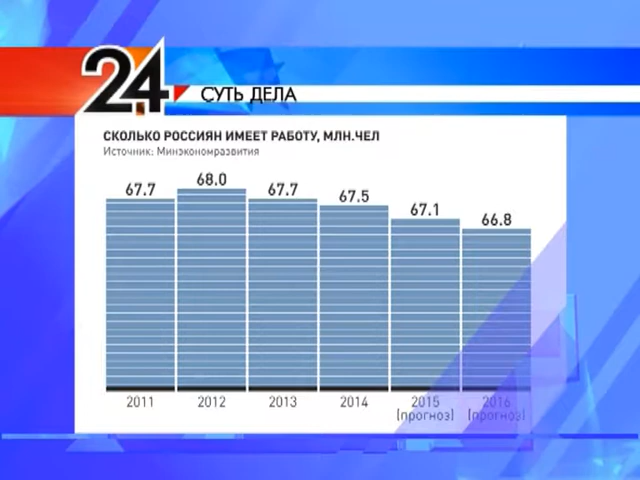 24
СУТЬ ДЕЛА
СКОЛЬКО РОССИЯН ИМЕЕТ РАБОТУ, МЛН.ЧЕЛ
Источник: Минэкономразвития
67.7 68.0 67.7 67.5 67.1 66.8
2011 2012 2013 2014 2015 2016
(прогноз) (прогноз)